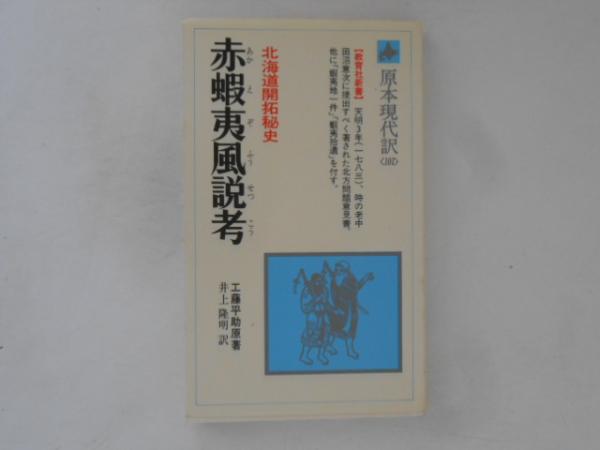 原本現代訳〈102〉
【教育社新書】天明3年(一七八三)、時の老中
田沼意次に提出すべく著された北方問題意見書。
他に、「蝦夷地一件」、「蝦夷拾遺」を付す。
北海道開拓秘史
赤蝦夷風説考
あかえぞふうせつこう
工藤平助原著
井上隆明訳